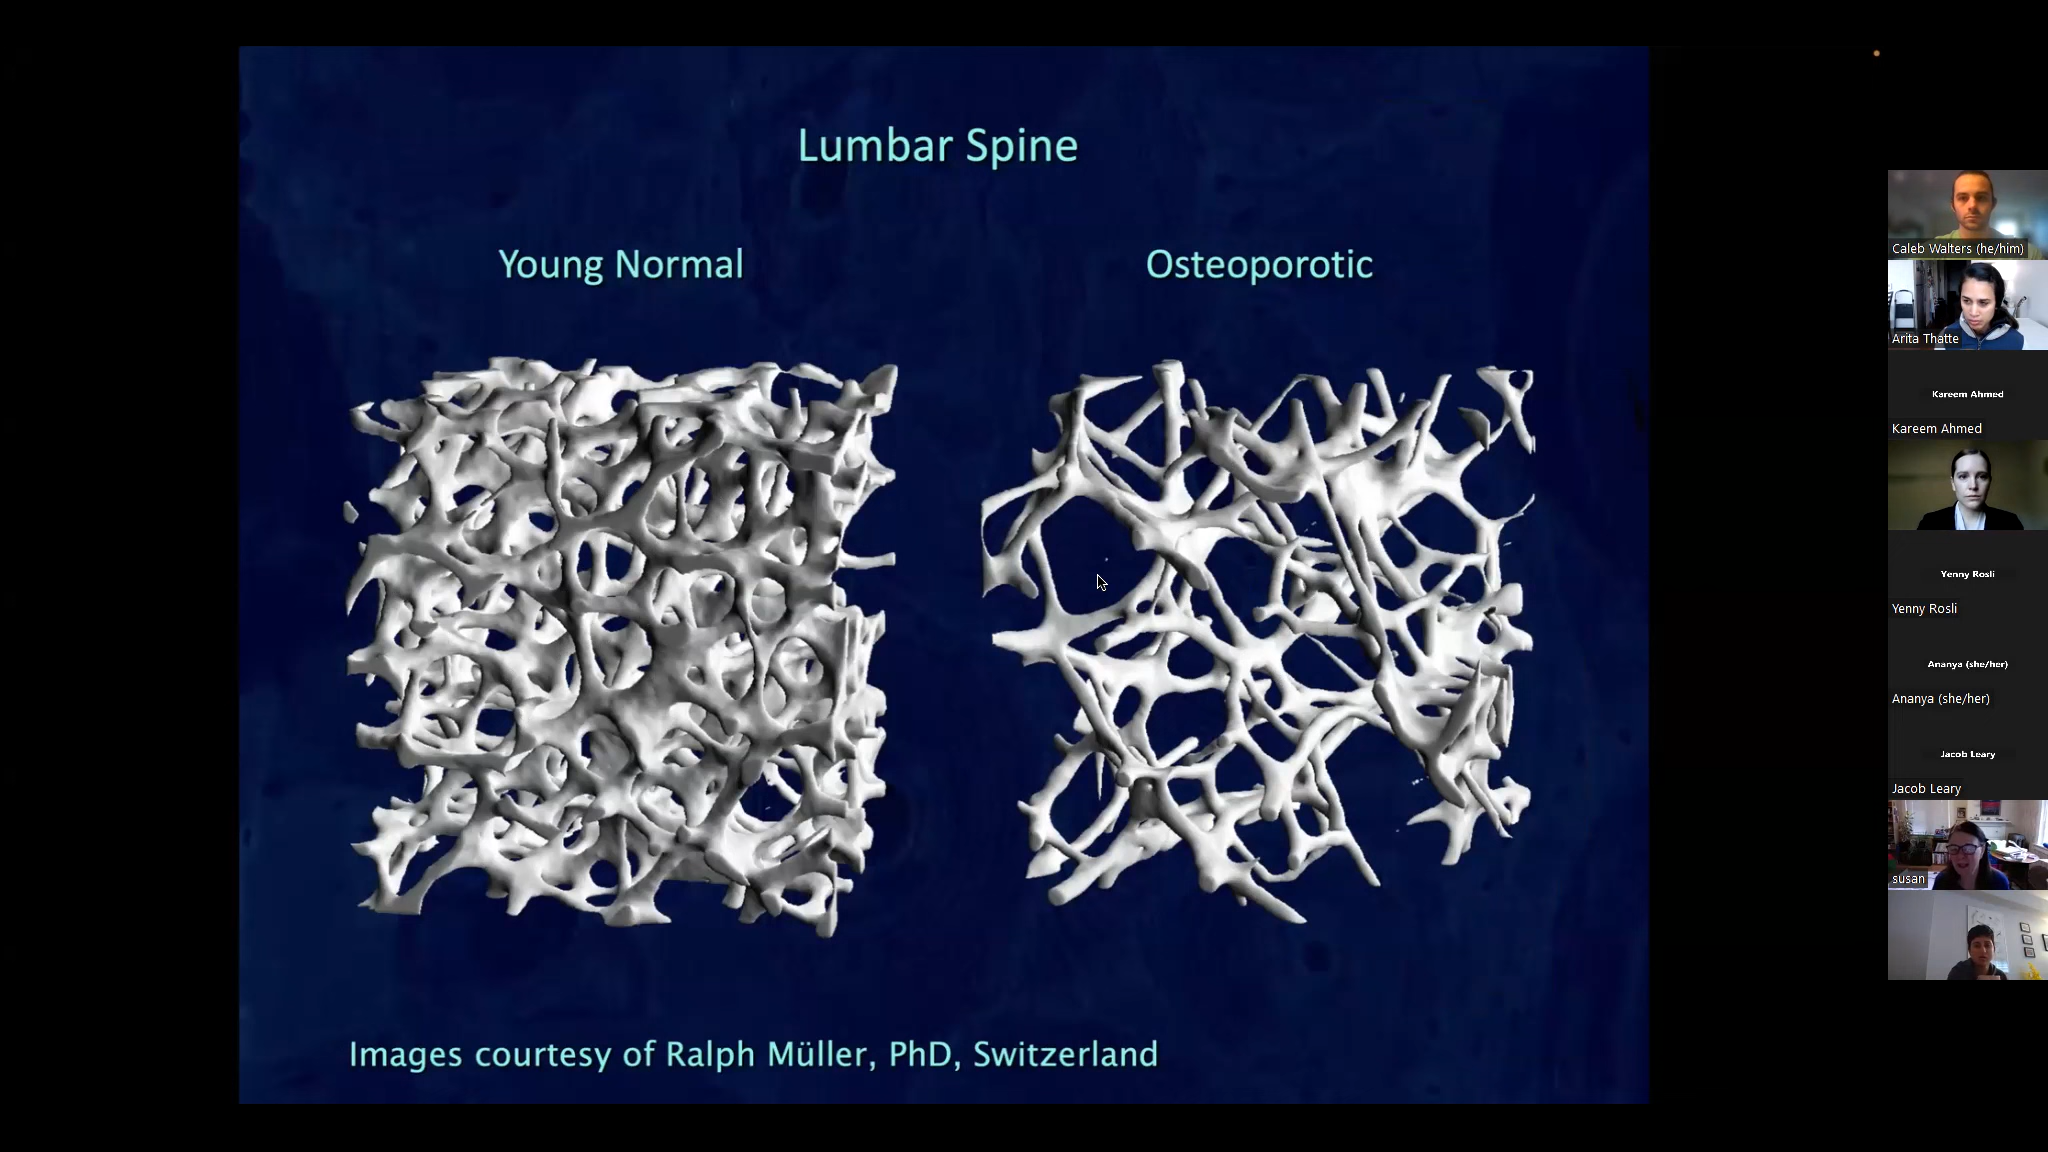 Lumbar Spine
Young Normal
Osteoporotic
Images courtesy of Ralph Müller, PhD, Switzerland
Caleb Walters (he/him)
Arita Thatte
Kareem Ahmed
Kareem Ahmed
Yenny Rosli
Yenny Rosli
Ananya (she/her)
Ananya (she/her)
Jacob Leary
Jacob Leary
susan